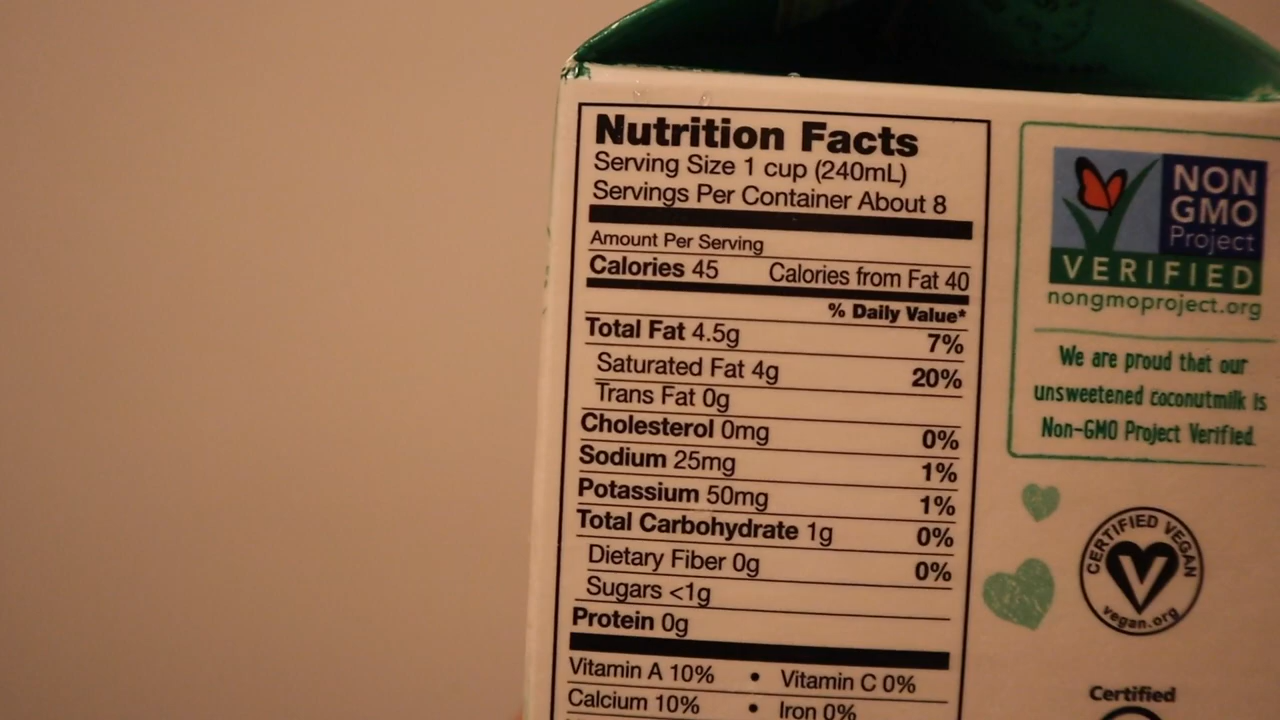 Nutrition Facts
Serving Size 1 cup (240mL)
Servings Per Container About 8
Amount Per Serving
Calories 45 Calories from Fat 40
% Daily Value*
Total Fat 4.5g 7%
Saturated Fat 4g 20%
Trans Fat 0g
Cholesterol 0mg 0%
Sodium 25mg 1%
Potassium 50mg 1%
Total Carbohydrate 1g 0%
Dietary Fiber 0g 0%
Sugars <1g
Protein 0g
Vitamin A 10% • Vitamin C 0%
Calcium 10% • Iron 0%
NON
GMO
Project
VERIFIED
nongmoproject.org
We are proud that our
unsweetened coconutmilk is
Non-GMO Project Verified.
CERTIFIED VEGAN
V
vegan.org
Certified